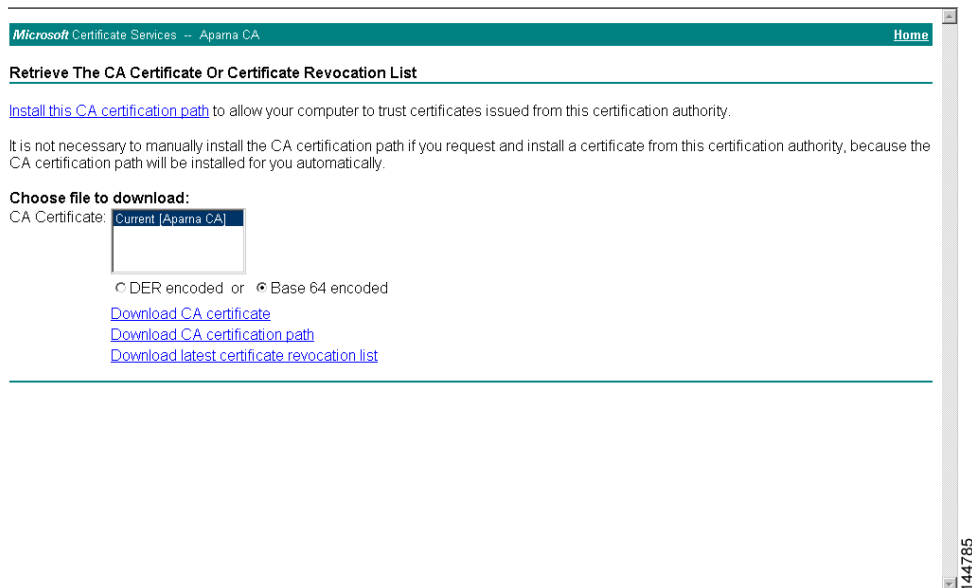 Microsoft Certificate Services -- Aparna CA Home
Retrieve The CA Certificate Or Certificate Revocation List
Install this CA certification path to allow your computer to trust certificates issued from this certification authority.
It is not necessary to manually install the CA certification path if you request and install a certificate from this certification authority, because the
CA certification path will be installed for you automatically.
Choose file to download:
CA Certificate: Current [Aparna CA]
DER encoded or Base 64 encoded
Download CA certificate
Download CA certification path
Download latest certificate revocation list
144785